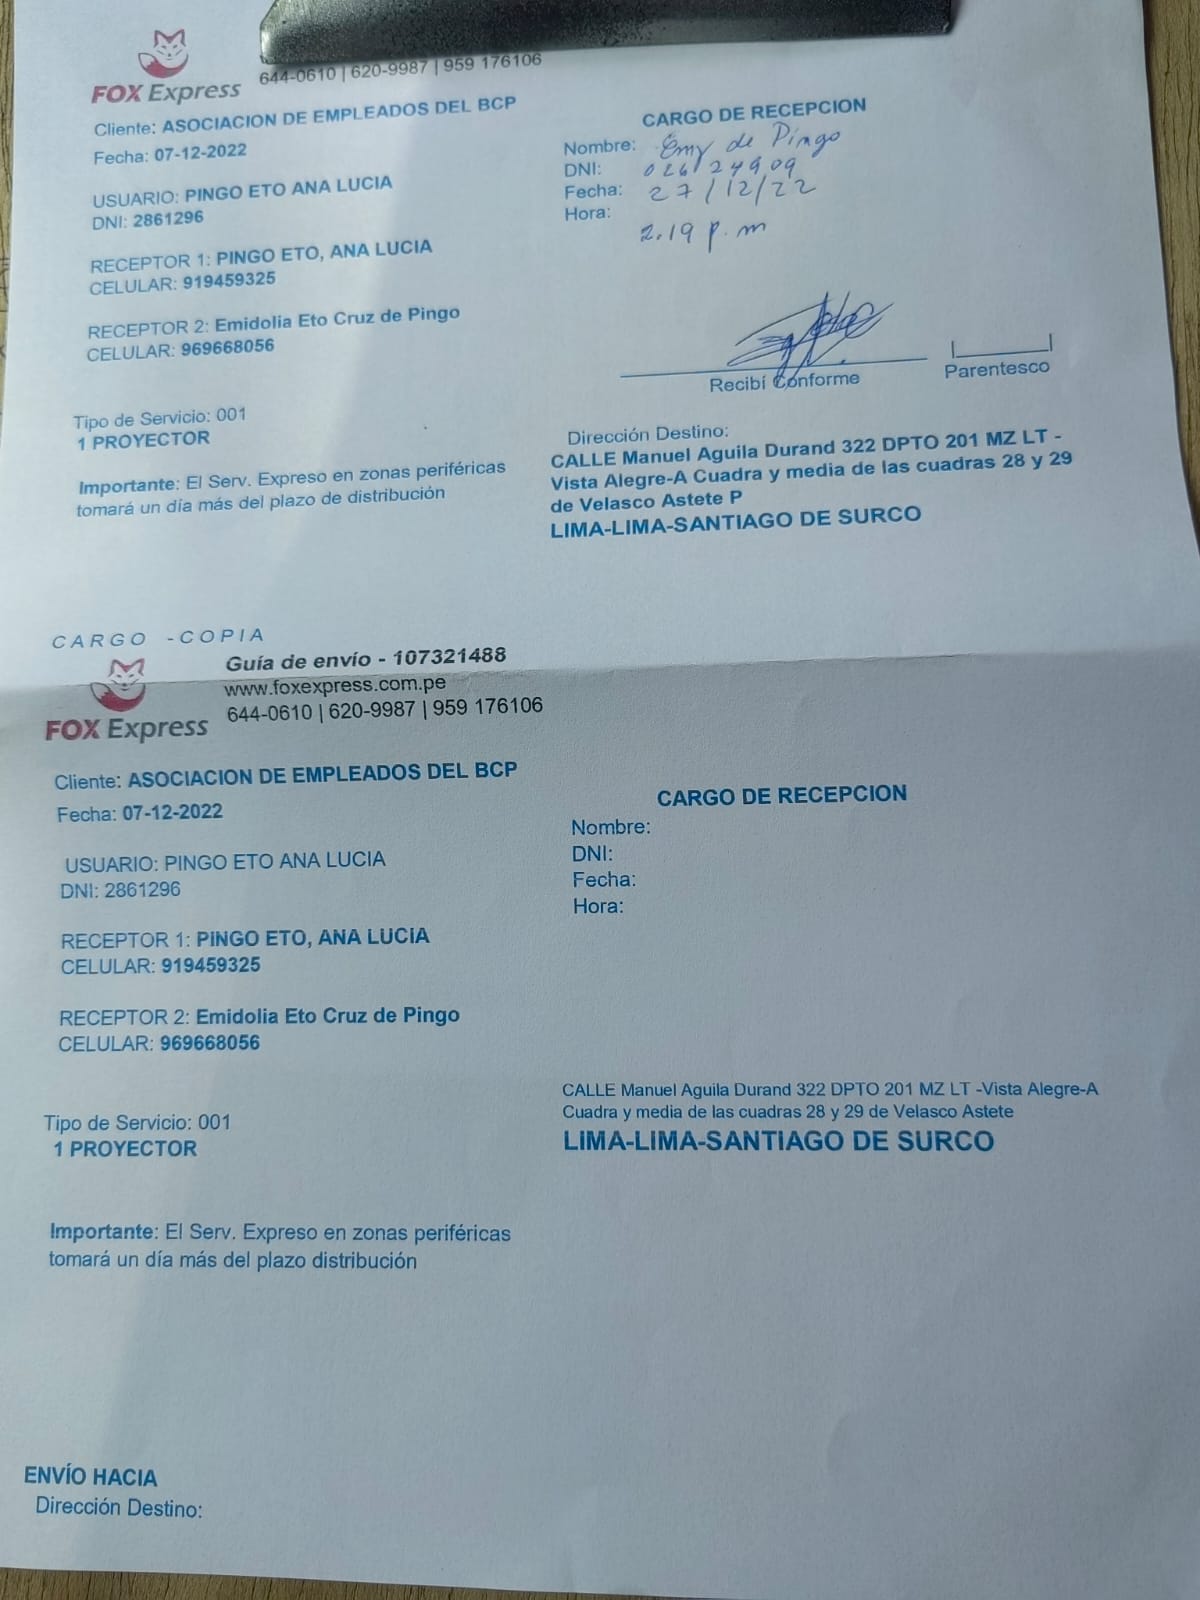 FOX Express
644-0610 | 620-9987 | 959 176106
Cliente: ASOCIACION DE EMPLEADOS DEL BCP
Fecha: 07-12-2022
USUARIO: PINGO ETO ANA LUCIA
DNI: 2861296
RECEPTOR 1: PINGO ETO, ANA LUCIA
CELULAR: 919459325
RECEPTOR 2: Emidolia Eto Cruz de Pingo
CELULAR: 969668056
Tipo de Servicio: 001
1 PROYECTOR
Importante: El Serv. Expreso en zonas periféricas
tomará un día más del plazo de distribución
CARGO DE RECEPCION
Nombre: Emy de Pingo
DNI: 02624909
Fecha: 27/12/22
Hora:
2.19 p.m
Recibí Conforme
Parentesco
Dirección Destino:
CALLE Manuel Aguila Durand 322 DPTO 201 MZ LT -
Vista Alegre-A Cuadra y media de las cuadras 28 y 29
de Velasco Astete P
LIMA-LIMA-SANTIAGO DE SURCO
CARGO -COPIA
FOX Express
Guía de envío - 107321488
www.foxexpress.com.pe
644-0610 | 620-9987 | 959 176106
Cliente: ASOCIACION DE EMPLEADOS DEL BCP
Fecha: 07-12-2022
USUARIO: PINGO ETO ANA LUCIA
DNI: 2861296
RECEPTOR 1: PINGO ETO, ANA LUCIA
CELULAR: 919459325
RECEPTOR 2: Emidolia Eto Cruz de Pingo
CELULAR: 969668056
Tipo de Servicio: 001
1 PROYECTOR
Importante: El Serv. Expreso en zonas periféricas
tomará un día más del plazo distribución
CARGO DE RECEPCION
Nombre:
DNI:
Fecha:
Hora:
CALLE Manuel Aguila Durand 322 DPTO 201 MZ LT -Vista Alegre-A
Cuadra y media de las cuadras 28 y 29 de Velasco Astete
LIMA-LIMA-SANTIAGO DE SURCO
ENVÍO HACIA
Dirección Destino: